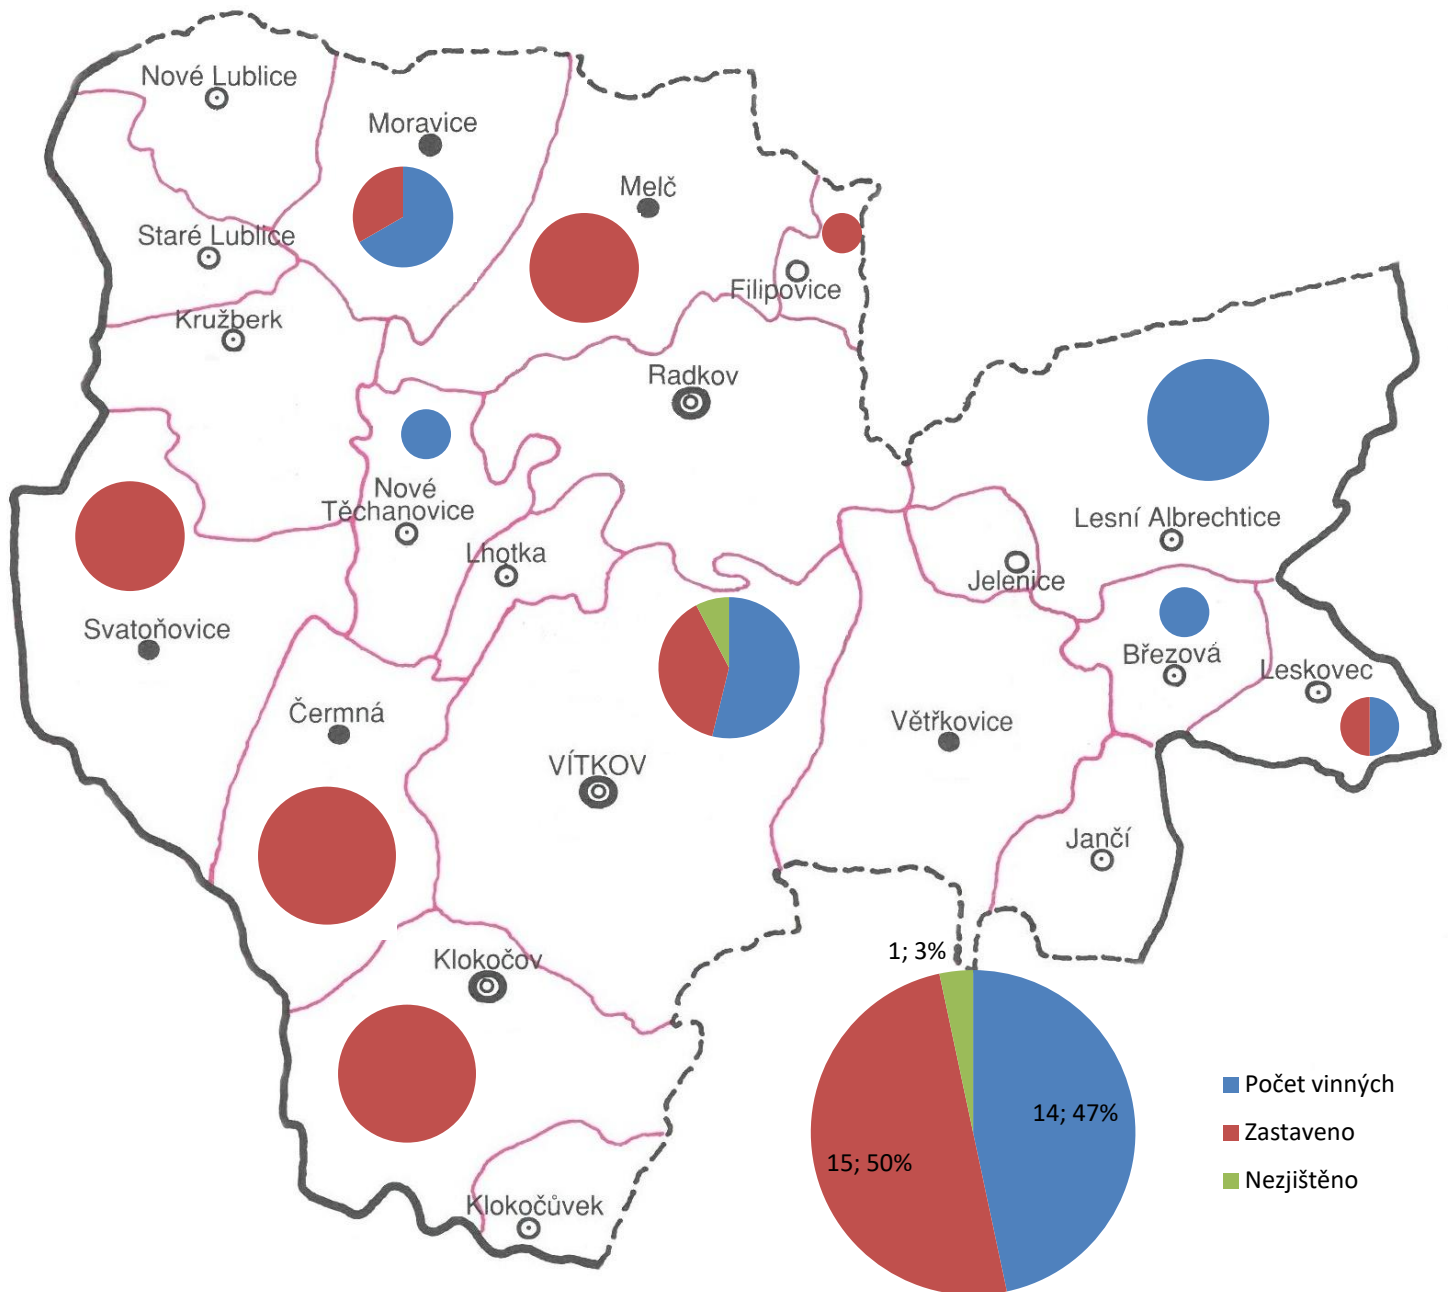 Nové Lublice
Moravice
Melč
Staré Lublice
Filipovice
Kružberk
Radkov
Nové
Těchanovice
Lesní Albrechtice
Lhotka
Jelenice
Svatoňovice
Březová
Leskovec
Čermná
Větřkovice
VÍTKOV
Jančí
Klokočov
1; 3%
14; 47%
15; 50%
Počet vinných
Zastaveno
Nezjištěno
Klokočůvek